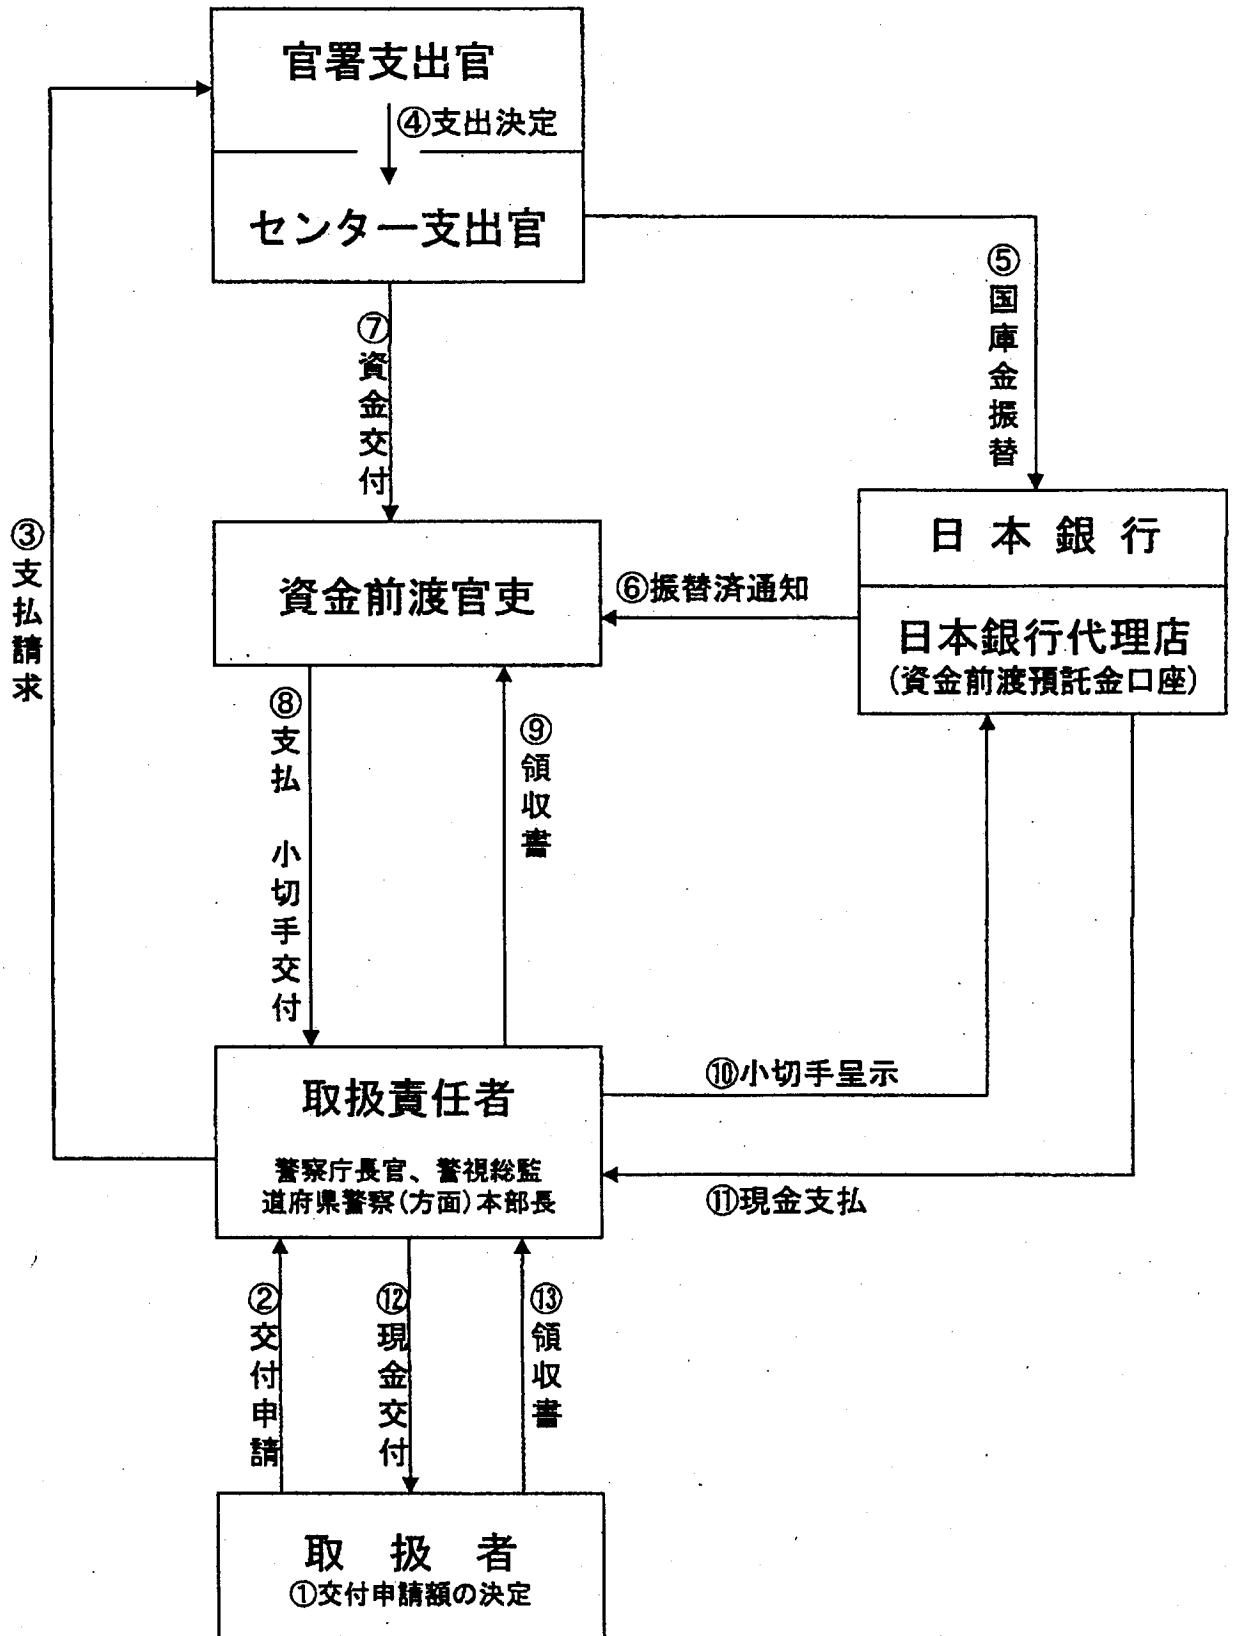 官署支出官
④支出決定
センター支出官
⑤国庫金振替
⑦資金交付
③支払請求
日本銀行
⑥振替済通知
資金前渡官吏
日本銀行代理店
(資金前渡預託金口座)
⑧支払 小切手交付
⑨領収書
⑩小切手呈示
取扱責任者
警察庁長官、警視総監
道府県警察(方面)本部長
⑪現金支払
②交付申請
⑫現金交付
⑬領収書
取扱者
①交付申請額の決定